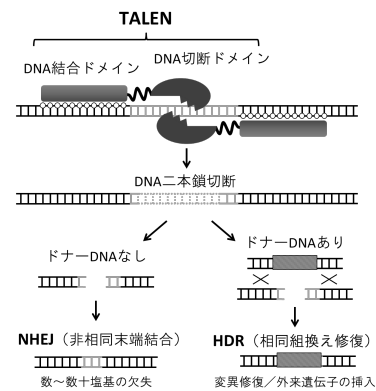 TALEN
DNA切断ドメイン
DNA結合ドメイン
DNA二本鎖切断
ドナーDNAなし
ドナーDNAあり
NHEJ（非相同末端結合）
HDR（相同組換え修復）
数～数十塩基の欠失
変異修復／外来遺伝子の挿入